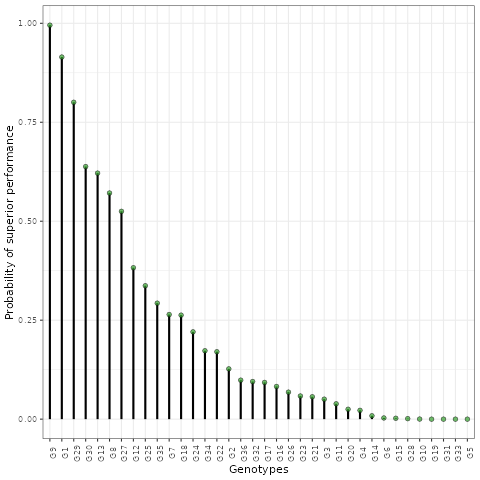 Probability of superior performance
1.00
0.75
0.50
0.25
0.00
G9 G1 G29 G30 G13 G8 G27 G12 G25 G35 G7 G18 G24 G34 G22 G2 G36 G32 G17 G16 G26 G23 G21 G3 G11 G20 G4 G14 G6 G15 G28 G10 G19 G31 G33 G5
Genotypes